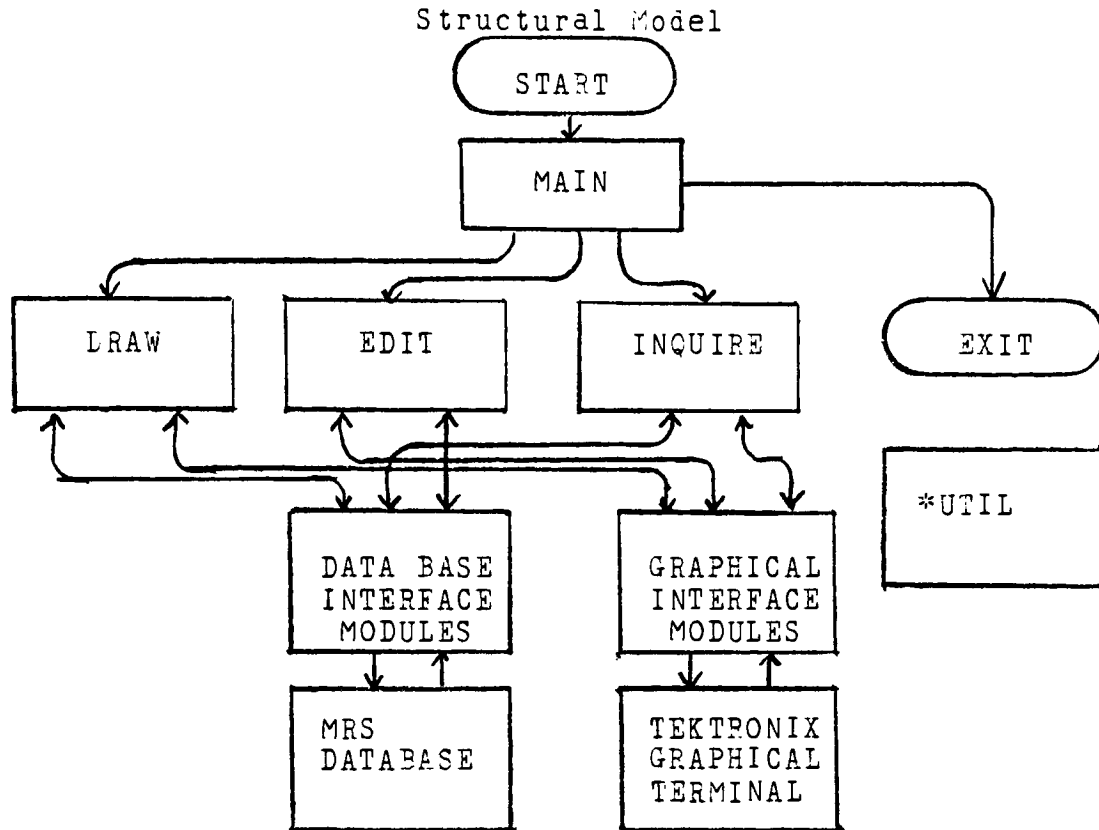 Structural Model
START
MAIN
DRAW
EDIT
INQUIRE
EXIT
*UTIL
DATA BASE
INTERFACE
MODULES
GRAPHICAL
INTERFACE
MODULES
MRS
DATABASE
TEKTRONIX
GRAPHICAL
TERMINAL